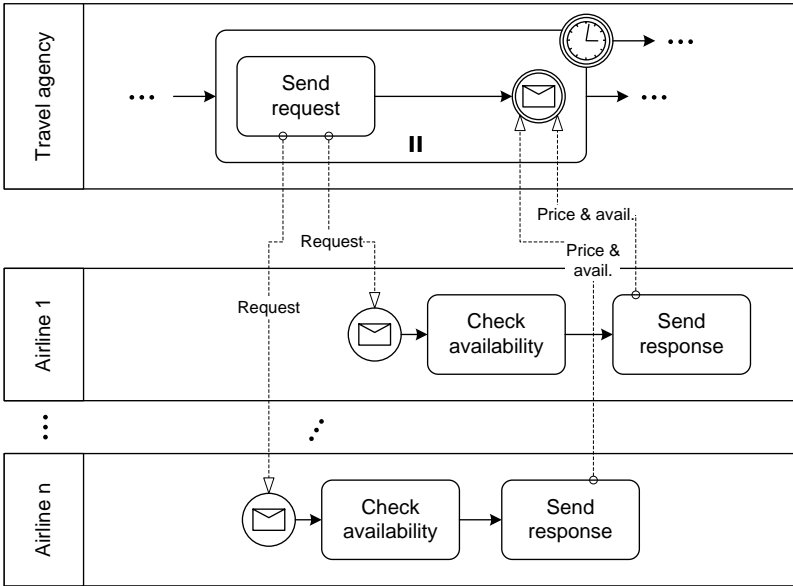 Travel agency
Send
request
Price & avail.
Request
Price &
avail.
Request
Airline 1
Check
availability
Send
response
Airline n
Check
availability
Send
response